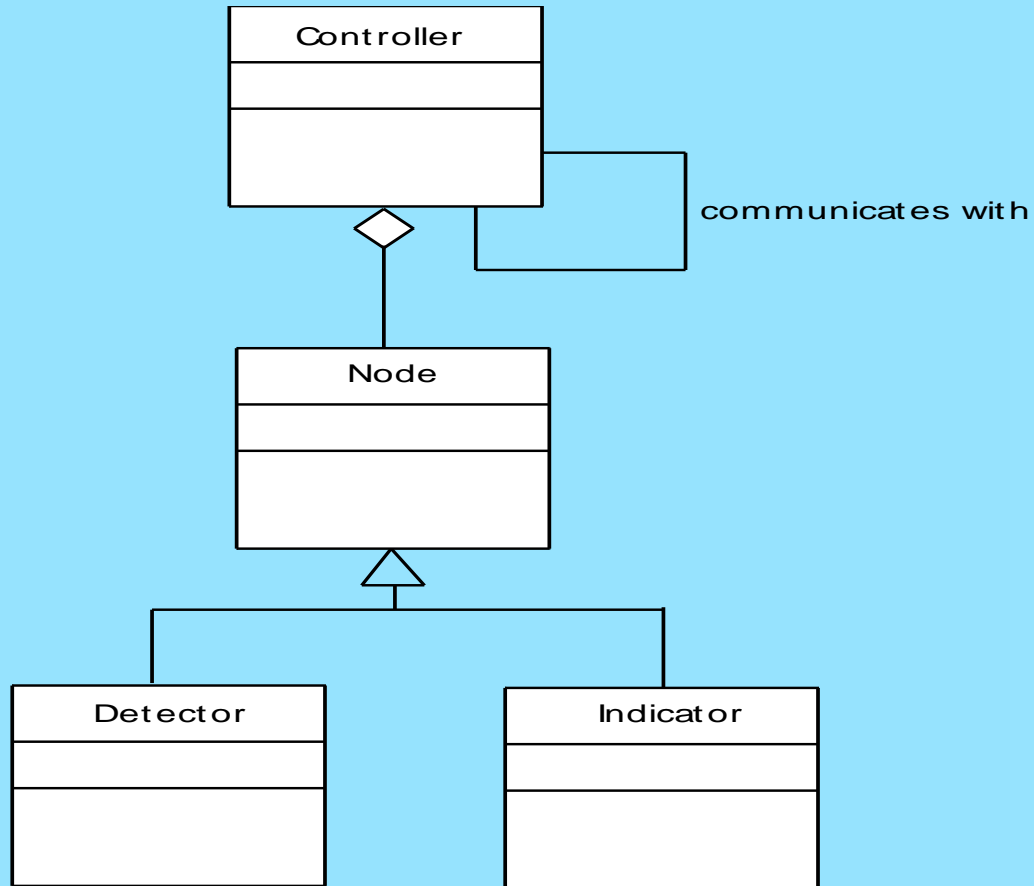 Controller
communicates with
Node
Detector
Indicator